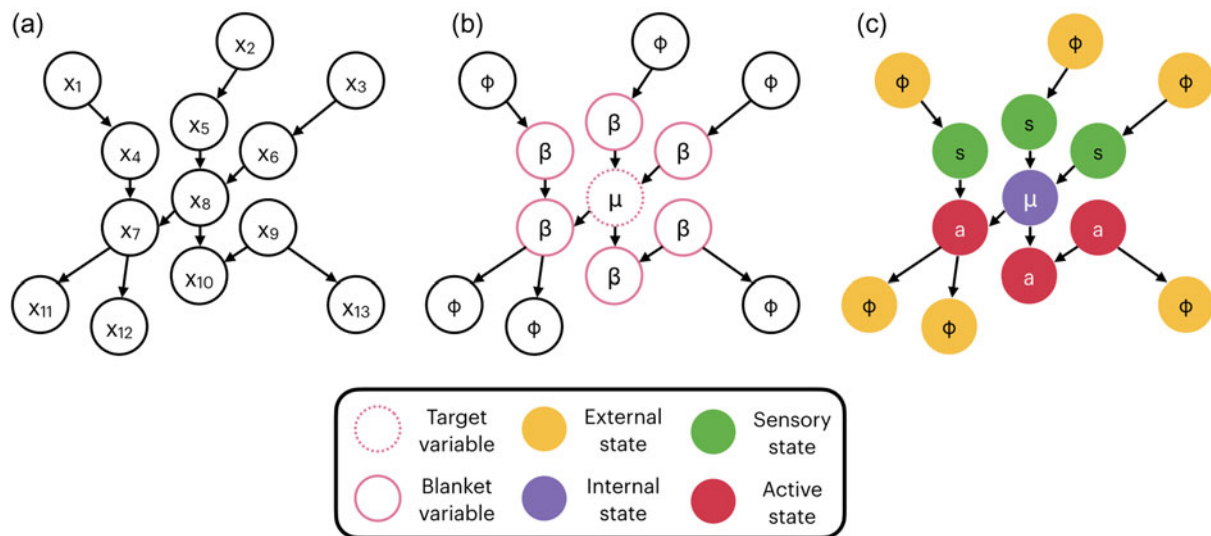 (a)
x₂
x₁
x₃
x₅
x₄
x₆
x₈
x₇
x₉
x₁₀
x₁₁
x₁₂
x₁₃
(b)
ϕ
ϕ
ϕ
β
β
β
μ
β
β
β
ϕ
ϕ
ϕ
(c)
ϕ
ϕ
ϕ
s
s
s
μ
a
a
a
ϕ
ϕ
ϕ
Target
variable
External
state
Sensory
state
Blanket
variable
Internal
state
Active
state